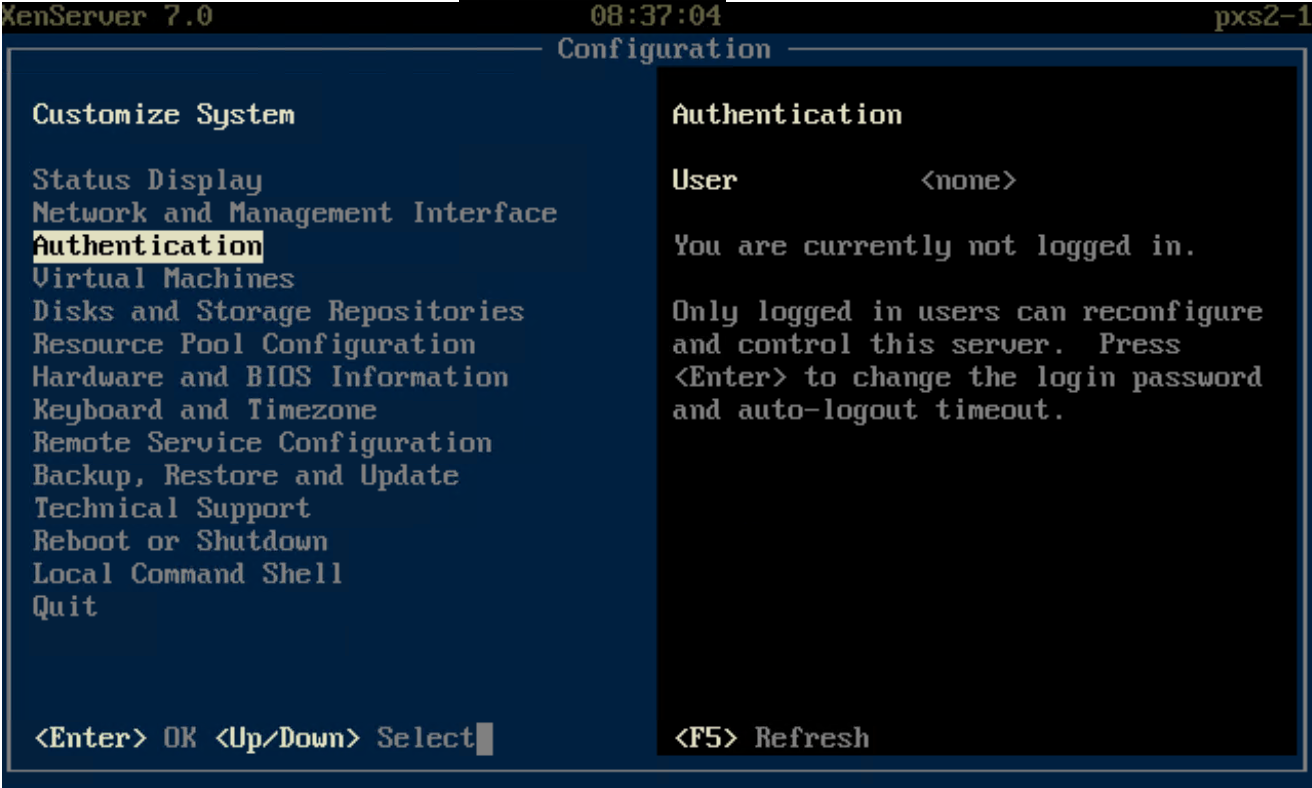 XenServer 7.0 08:37:04 pxs2-1
Configuration
Customize System
Status Display
Network and Management Interface
Authentication
Virtual Machines
Disks and Storage Repositories
Resource Pool Configuration
Hardware and BIOS Information
Keyboard and Timezone
Remote Service Configuration
Backup, Restore and Update
Technical Support
Reboot or Shutdown
Local Command Shell
Quit
<Enter> OK <Up/Down> Select
Authentication
User <none>
You are currently not logged in.
Only logged in users can reconfigure
and control this server. Press
<Enter> to change the login password
and auto-logout timeout.
<F5> Refresh